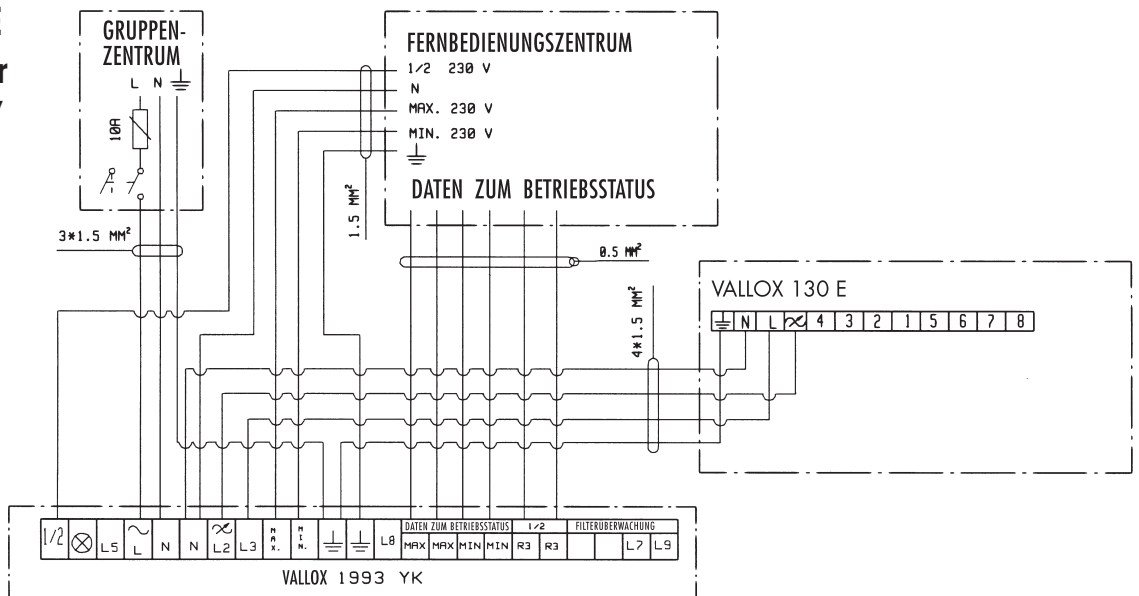 r
GRUPPEN-
ZENTRUM
L N
10A
3*1.5 MM²
FERNBEDIENUNGSZENTRUM
1/2 230 V
N
MAX. 230 V
MIN. 230 V
1.5 MM²
DATEN ZUM BETRIEBSSTATUS
0.5 MM²
4*1.5 MM²
VALLOX 130 E
N L 4 3 2 1 5 6 7 8
DATEN ZUM BETRIEBSSTATUS 1/2 FILTERÜBERWACHUNG
1/2 L5 L N N L2 L3 MAX. MIN. L8 MAX MAX MIN MIN R3 R3 L7 L9
VALLOX 1993 YK